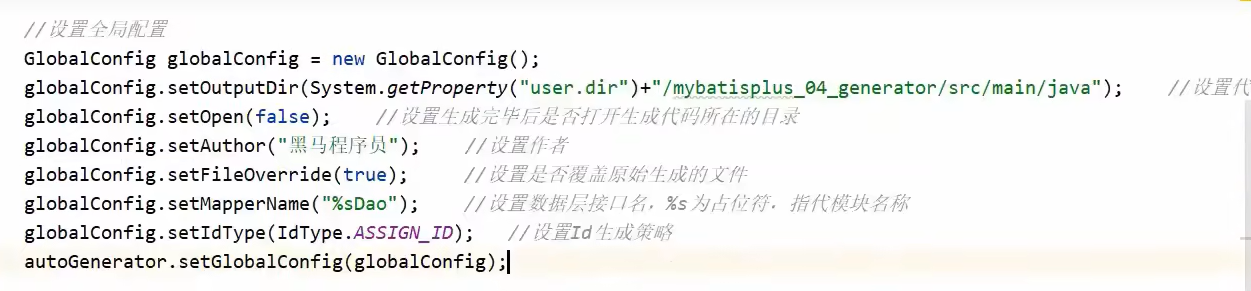 //设置全局配置
GlobalConfig globalConfig = new GlobalConfig();
globalConfig.setOutputDir(System.getProperty("user.dir")+"/mybatisplus_04_generator/src/main/java");    //设置代
globalConfig.setOpen(false);    //设置生成完毕后是否打开生成代码所在的目录
globalConfig.setAuthor("黑马程序员");    //设置作者
globalConfig.setFileOverride(true);    //设置是否覆盖原始生成的文件
globalConfig.setMapperName("%sDao");    //设置数据层接口名，%s为占位符，指代模块名称
globalConfig.setIdType(IdType.ASSIGN_ID);   //设置Id生成策略
autoGenerator.setGlobalConfig(globalConfig);